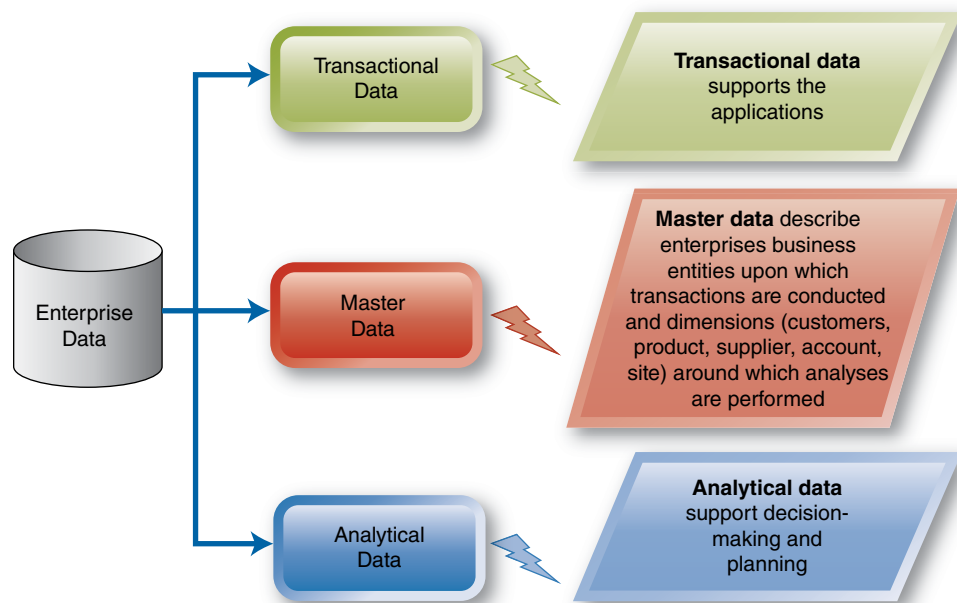 Transactional
Data
Transactional data
supports the
applications
Enterprise
Data
Master
Data
Master data describe
enterprises business
entities upon which
transactions are conducted
and dimensions (customers,
product, supplier, account,
site) around which analyses
are performed
Analytical
Data
Analytical data
support decision-
making and
planning